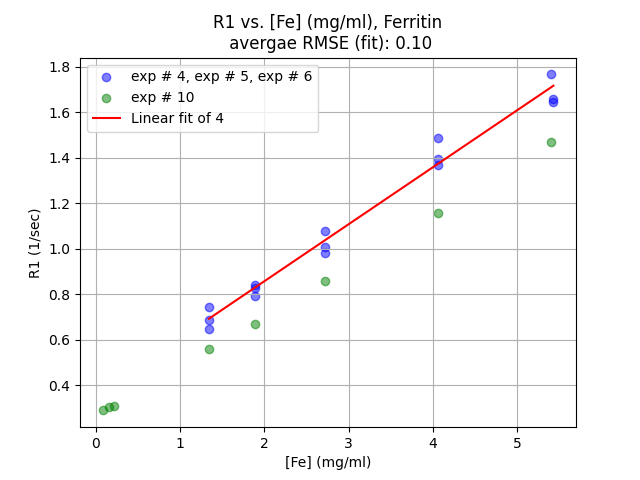 R1 vs. [Fe] (mg/ml), Ferritin
avergae RMSE (fit): 0.10
exp # 4, exp # 5, exp # 6
exp # 10
Linear fit of 4
R1 (1/sec)
1.8
1.6
1.4
1.2
1.0
0.8
0.6
0.4
0 1 2 3 4 5
[Fe] (mg/ml)